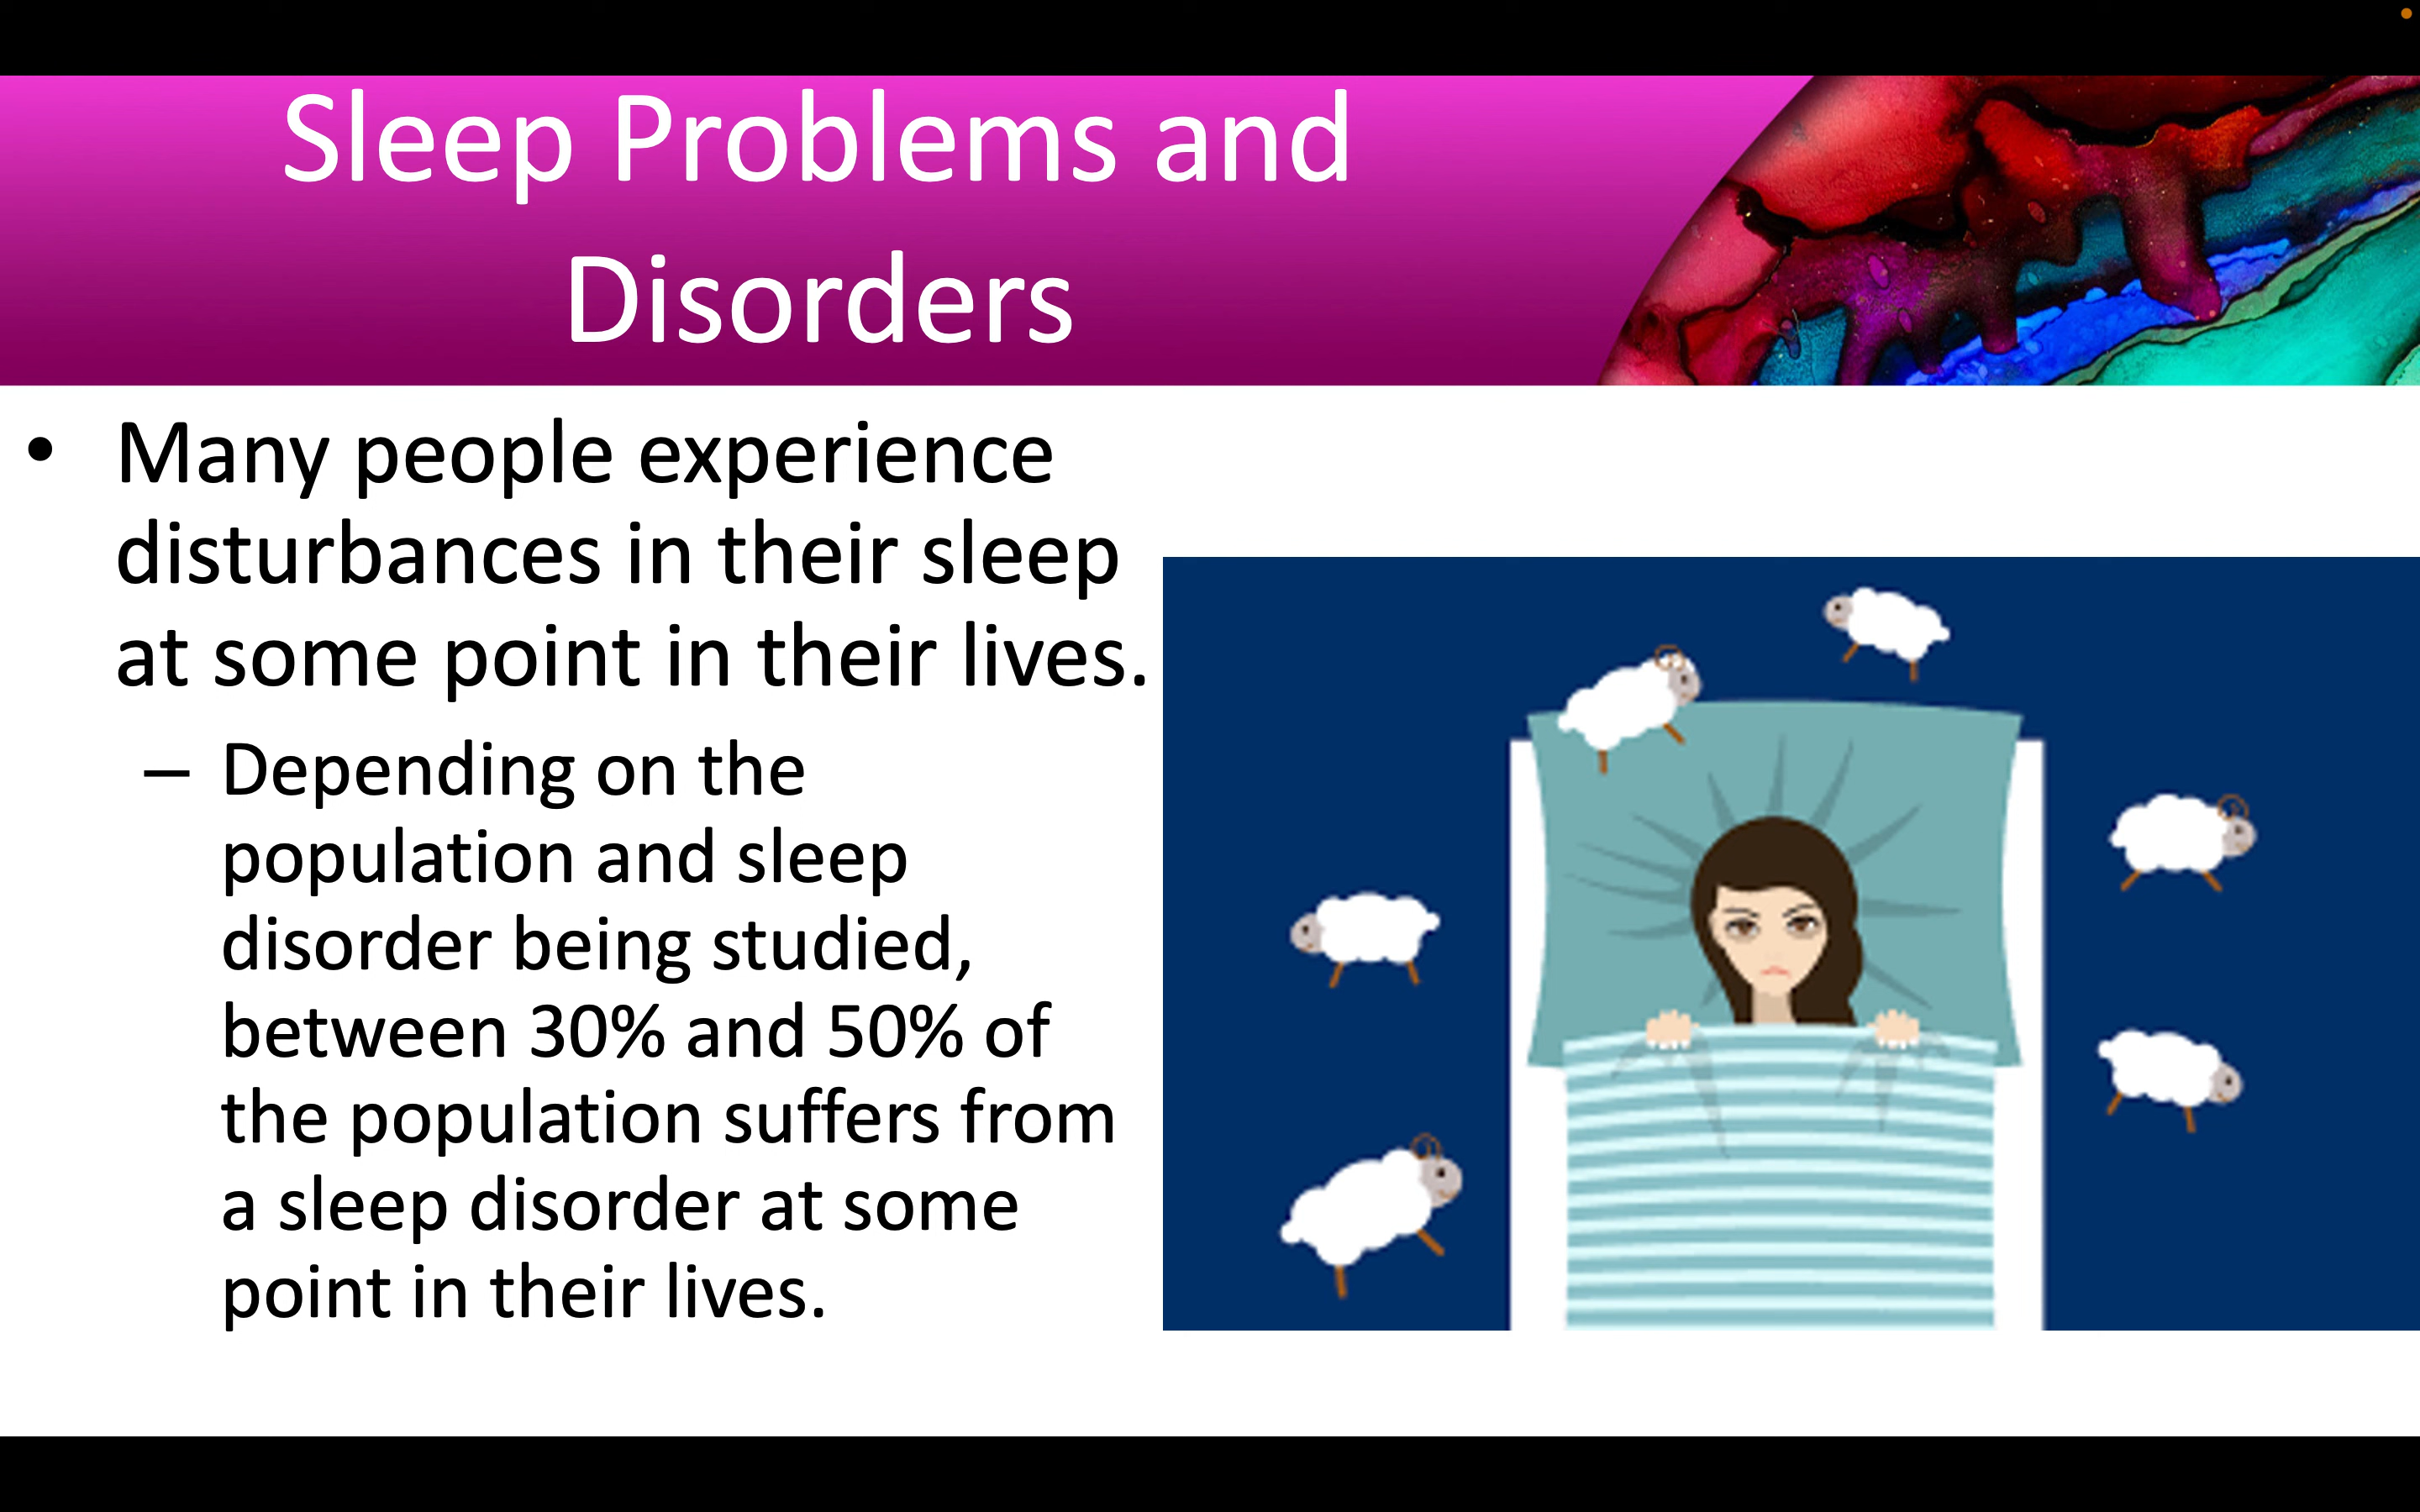 Sleep Problems and
Disorders
• Many people experience
disturbances in their sleep
at some point in their lives.
– Depending on the
population and sleep
disorder being studied,
between 30% and 50% of
the population suffers from
a sleep disorder at some
point in their lives.